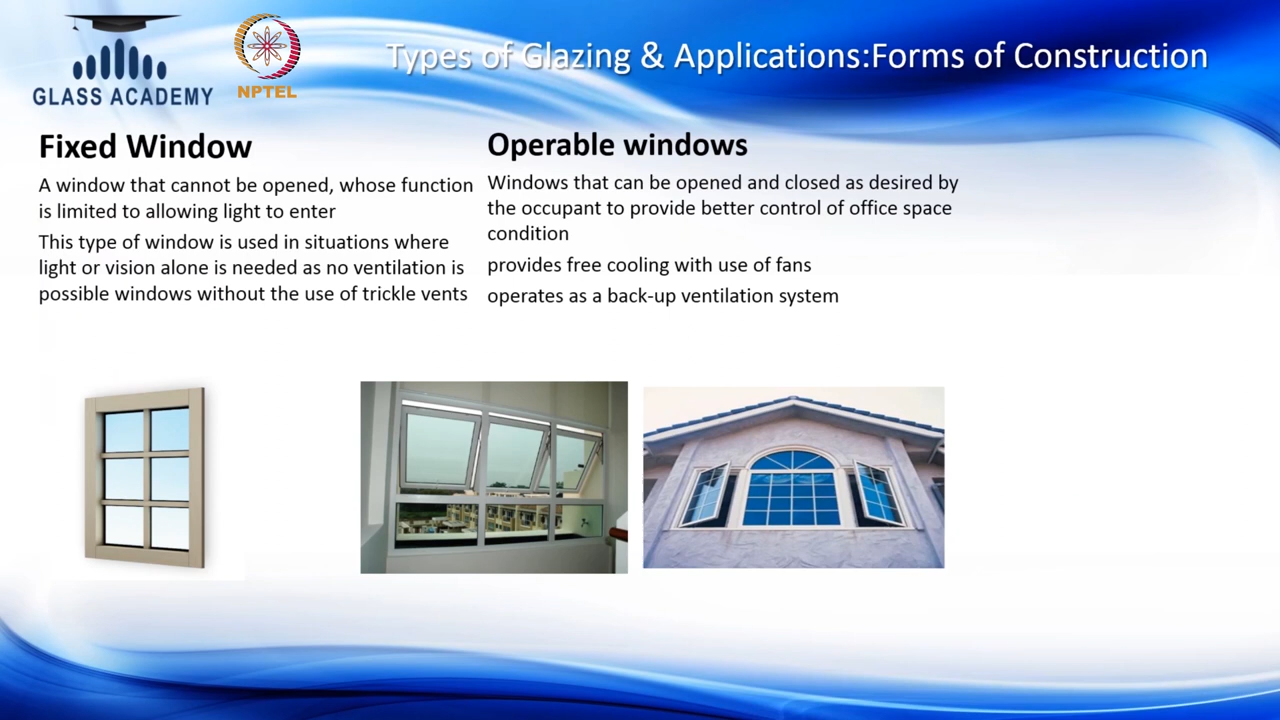 GLASS ACADEMY
NPTEL
Types of Glazing & Applications:Forms of Construction
Fixed Window
A window that cannot be opened, whose function
is limited to allowing light to enter
This type of window is used in situations where
light or vision alone is needed as no ventilation is
possible windows without the use of trickle vents
Operable windows
Windows that can be opened and closed as desired by
the occupant to provide better control of office space
condition
provides free cooling with use of fans
operates as a back-up ventilation system